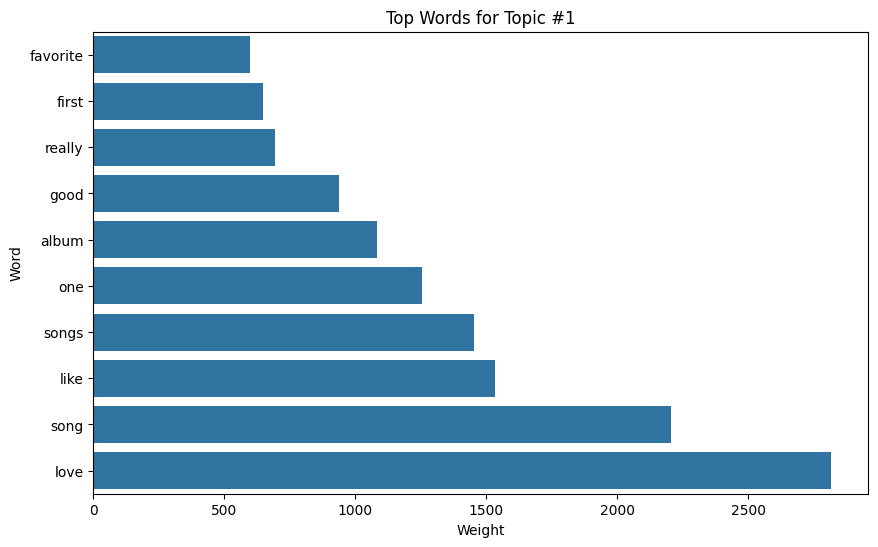 Top Words for Topic #1
favorite
first
really
good
album
one
songs
like
song
love
Word
0 500 1000 1500 2000 2500
Weight